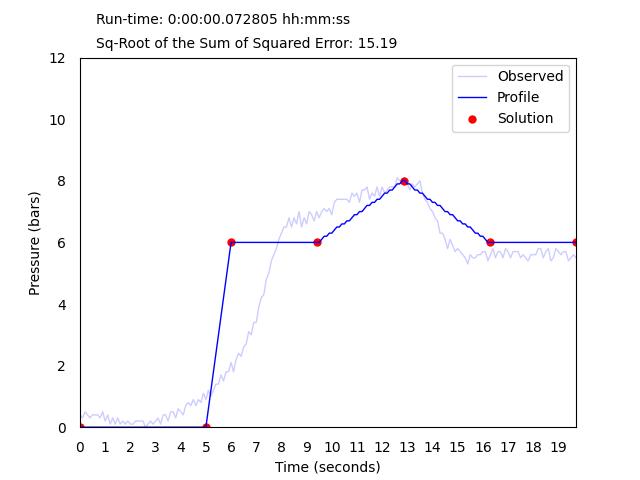 Run-time: 0:00:00.072805 hh:mm:ss
Sq-Root of the Sum of Squared Error: 15.19
12
10
8
6
4
2
0
Pressure (bars)
Observed
Profile
Solution
0 1 2 3 4 5 6 7 8 9 10 11 12 13 14 15 16 17 18 19
Time (seconds)